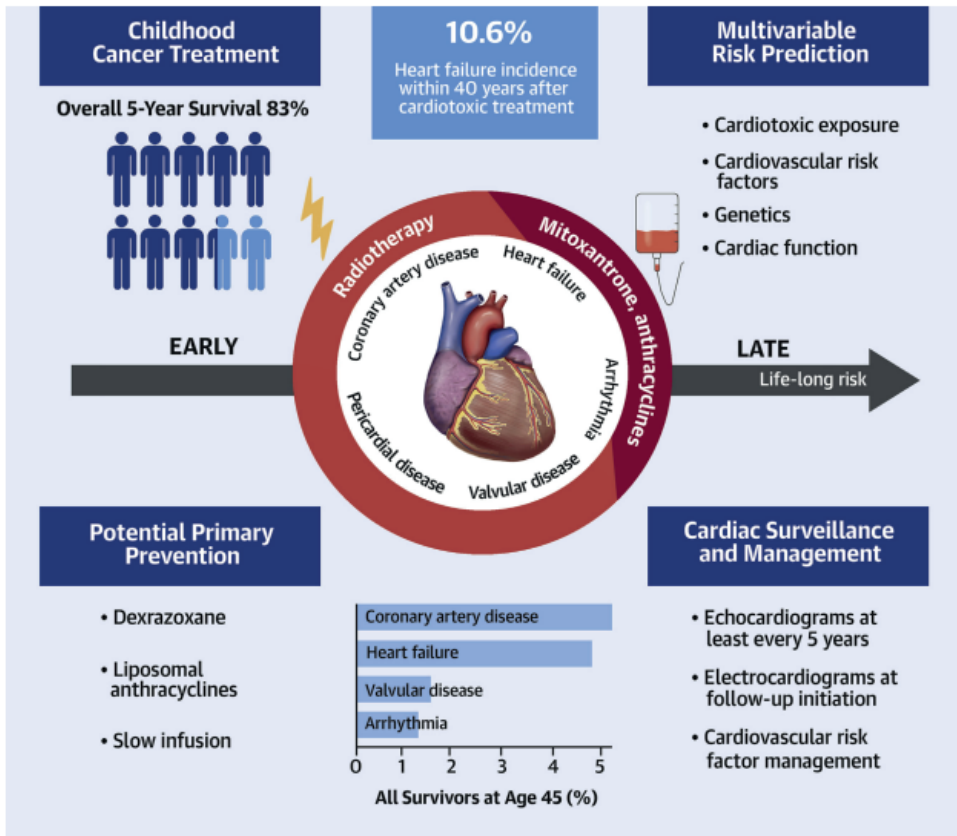 Childhood
Cancer Treatment
Overall 5-Year Survival 83%
10.6%
Heart failure incidence
within 40 years after
cardiotoxic treatment
Multivariable
Risk Prediction
• Cardiotoxic exposure
• Cardiovascular risk
factors
• Genetics
• Cardiac function
Radiotherapy
Mitoxantrone, anthracyclines
Coronary artery disease
Heart failure
Arrhythmia
Valvular disease
Pericardial disease
EARLY
LATE
Life-long risk
Potential Primary
Prevention
• Dexrazoxane
• Liposomal
anthracyclines
• Slow infusion
Coronary artery disease
Heart failure
Valvular disease
Arrhythmia
0 1 2 3 4 5
All Survivors at Age 45 (%)
Cardiac Surveillance
and Management
• Echocardiograms at
least every 5 years
• Electrocardiograms at
follow-up initiation
• Cardiovascular risk
factor management